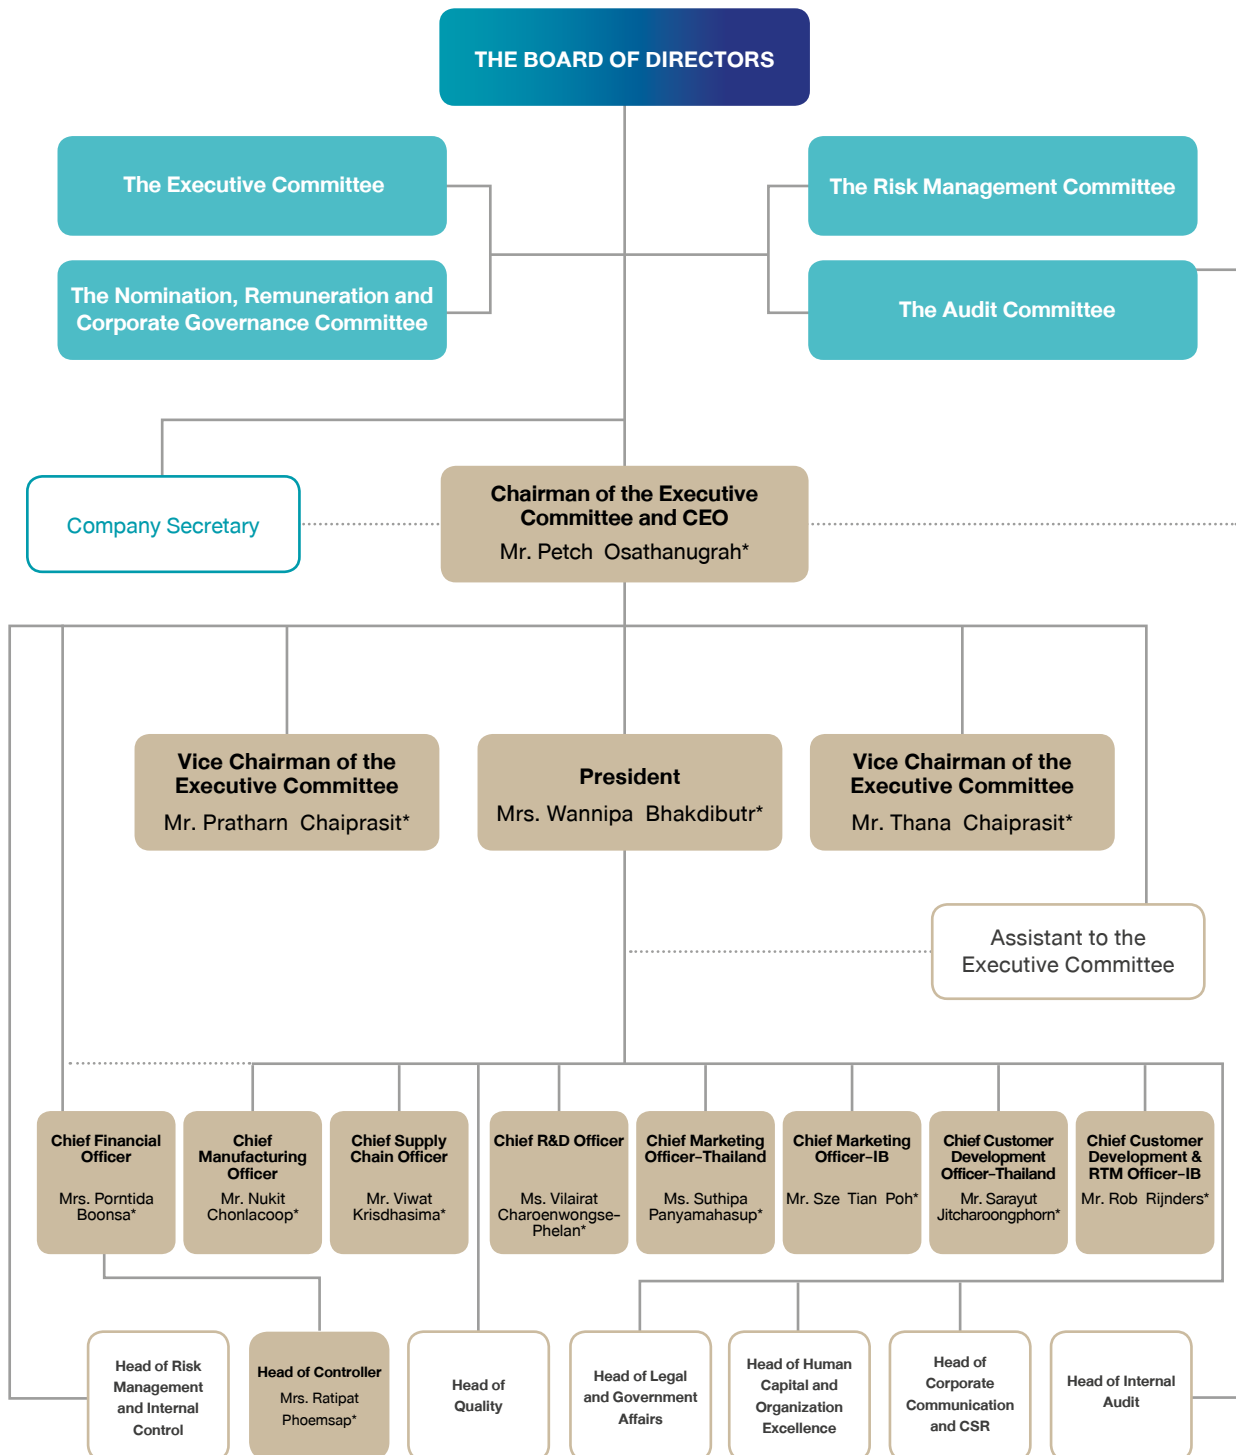 THE BOARD OF DIRECTORS
The Executive Committee
The Risk Management Committee
The Nomination, Remuneration and
Corporate Governance Committee
The Audit Committee
Company Secretary
Chairman of the Executive
Committee and CEO
Mr. Petch Osathanugrah*
Vice Chairman of the
Executive Committee
Mr. Pratharn Chaiprasit*
President
Mrs. Wannipa Bhakdibutr*
Vice Chairman of the
Executive Committee
Mr. Thana Chaiprasit*
Assistant to the
Executive Committee
Chief Financial
Officer
Mrs. Porntida
Boonsa*
Chief
Manufacturing
Officer
Mr. Nukit
Chonlacoop*
Chief Supply
Chain Officer
Mr. Viwat
Krisdhasima*
Chief R&D Officer
Ms. Vilairat
Charoenwongse–
Phelan*
Chief Marketing
Officer–Thailand
Ms. Suthipa
Panyamahasup*
Chief Marketing
Officer–IB
Mr. Sze Tian Poh*
Chief Customer
Development
Officer–Thailand
Mr. Sarayut
Jitcharoongphorn*
Chief Customer
Development &
RTM Officer–IB
Mr. Rob Rijnders*
Head of Risk
Management
and Internal
Control
Head of Controller
Mrs. Ratipat
Phoemsap*
Head of
Quality
Head of Legal
and Government
Affairs
Head of Human
Capital and
Organization
Excellence
Head of
Corporate
Communication
and CSR
Head of Internal
Audit